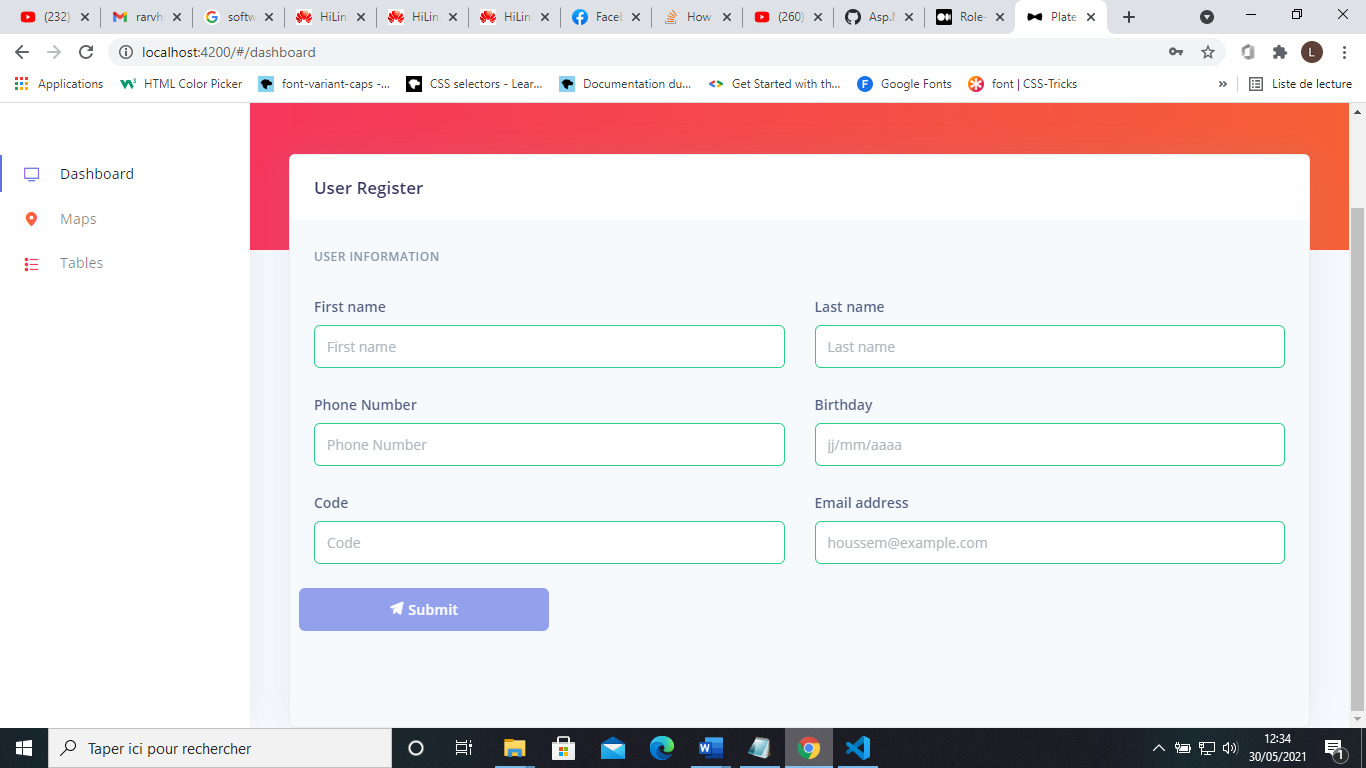 (232)
rarvh
softw
HiLin
HiLin
HiLin
Faceb
How
(260)
Asp.N
Role-
Plate
localhost:4200/#/dashboard
L
Applications
HTML Color Picker
font-variant-caps -...
CSS selectors - Lear...
Documentation du...
Get Started with th...
Google Fonts
font | CSS-Tricks
»
Liste de lecture
Dashboard
Maps
Tables
User Register
USER INFORMATION
First name
Last name
First name
Last name
Phone Number
Birthday
Phone Number
jj/mm/aaaa
Code
Email address
Code
houssem@example.com
Submit
Taper ici pour rechercher
12:34
30/05/2021
1